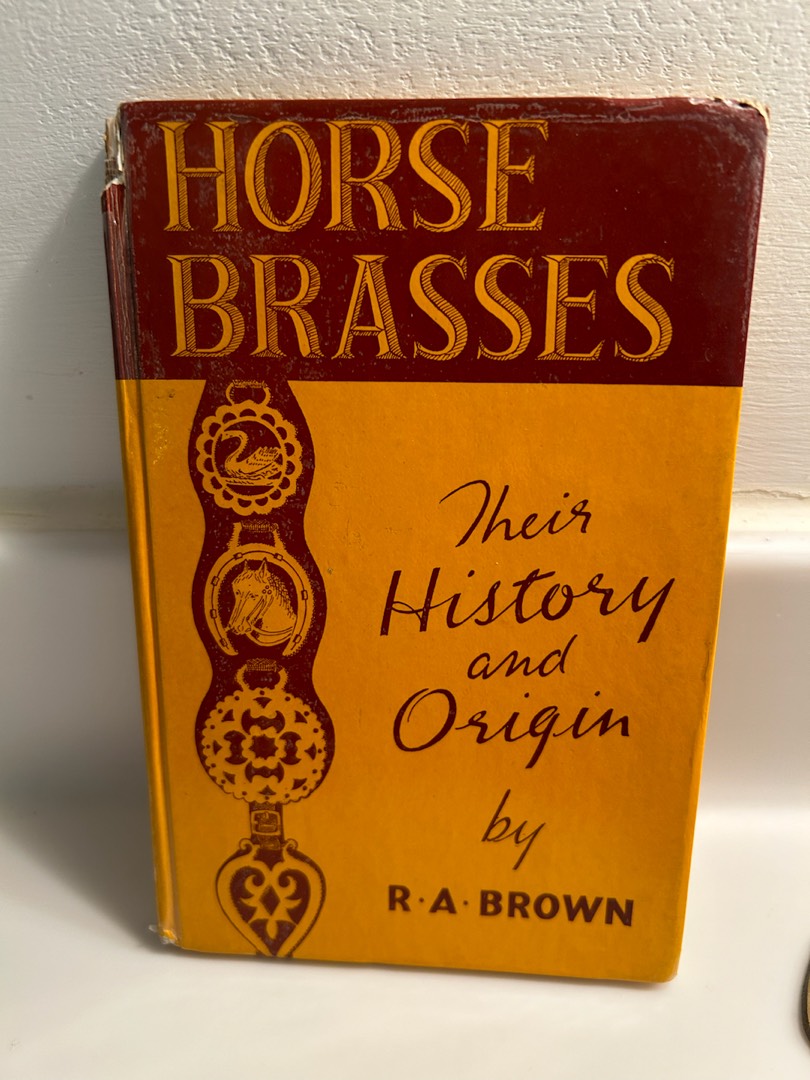 HORSE
BRASSES
Their
History
and
Origin
by
R·A·BROWN